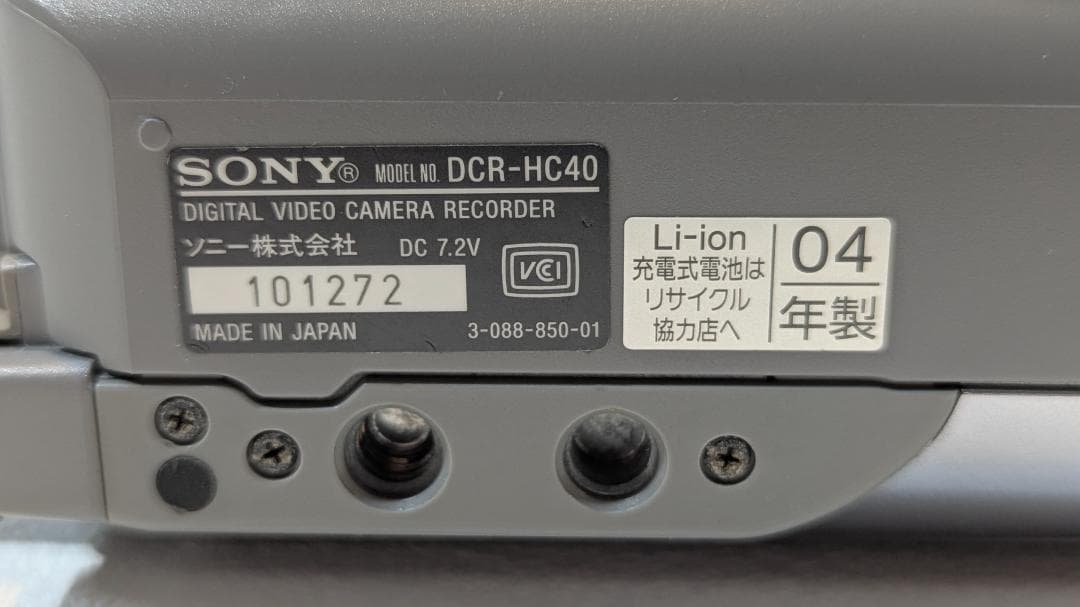 SONY® MODEL NO. DCR-HC40
DIGITAL VIDEO CAMERA RECORDER
ソニー株式会社 DC 7.2V
VCCI
101272
MADE IN JAPAN 3-088-850-01
Li-ion
充電式電池は
リサイクル
協力店へ
04
年製